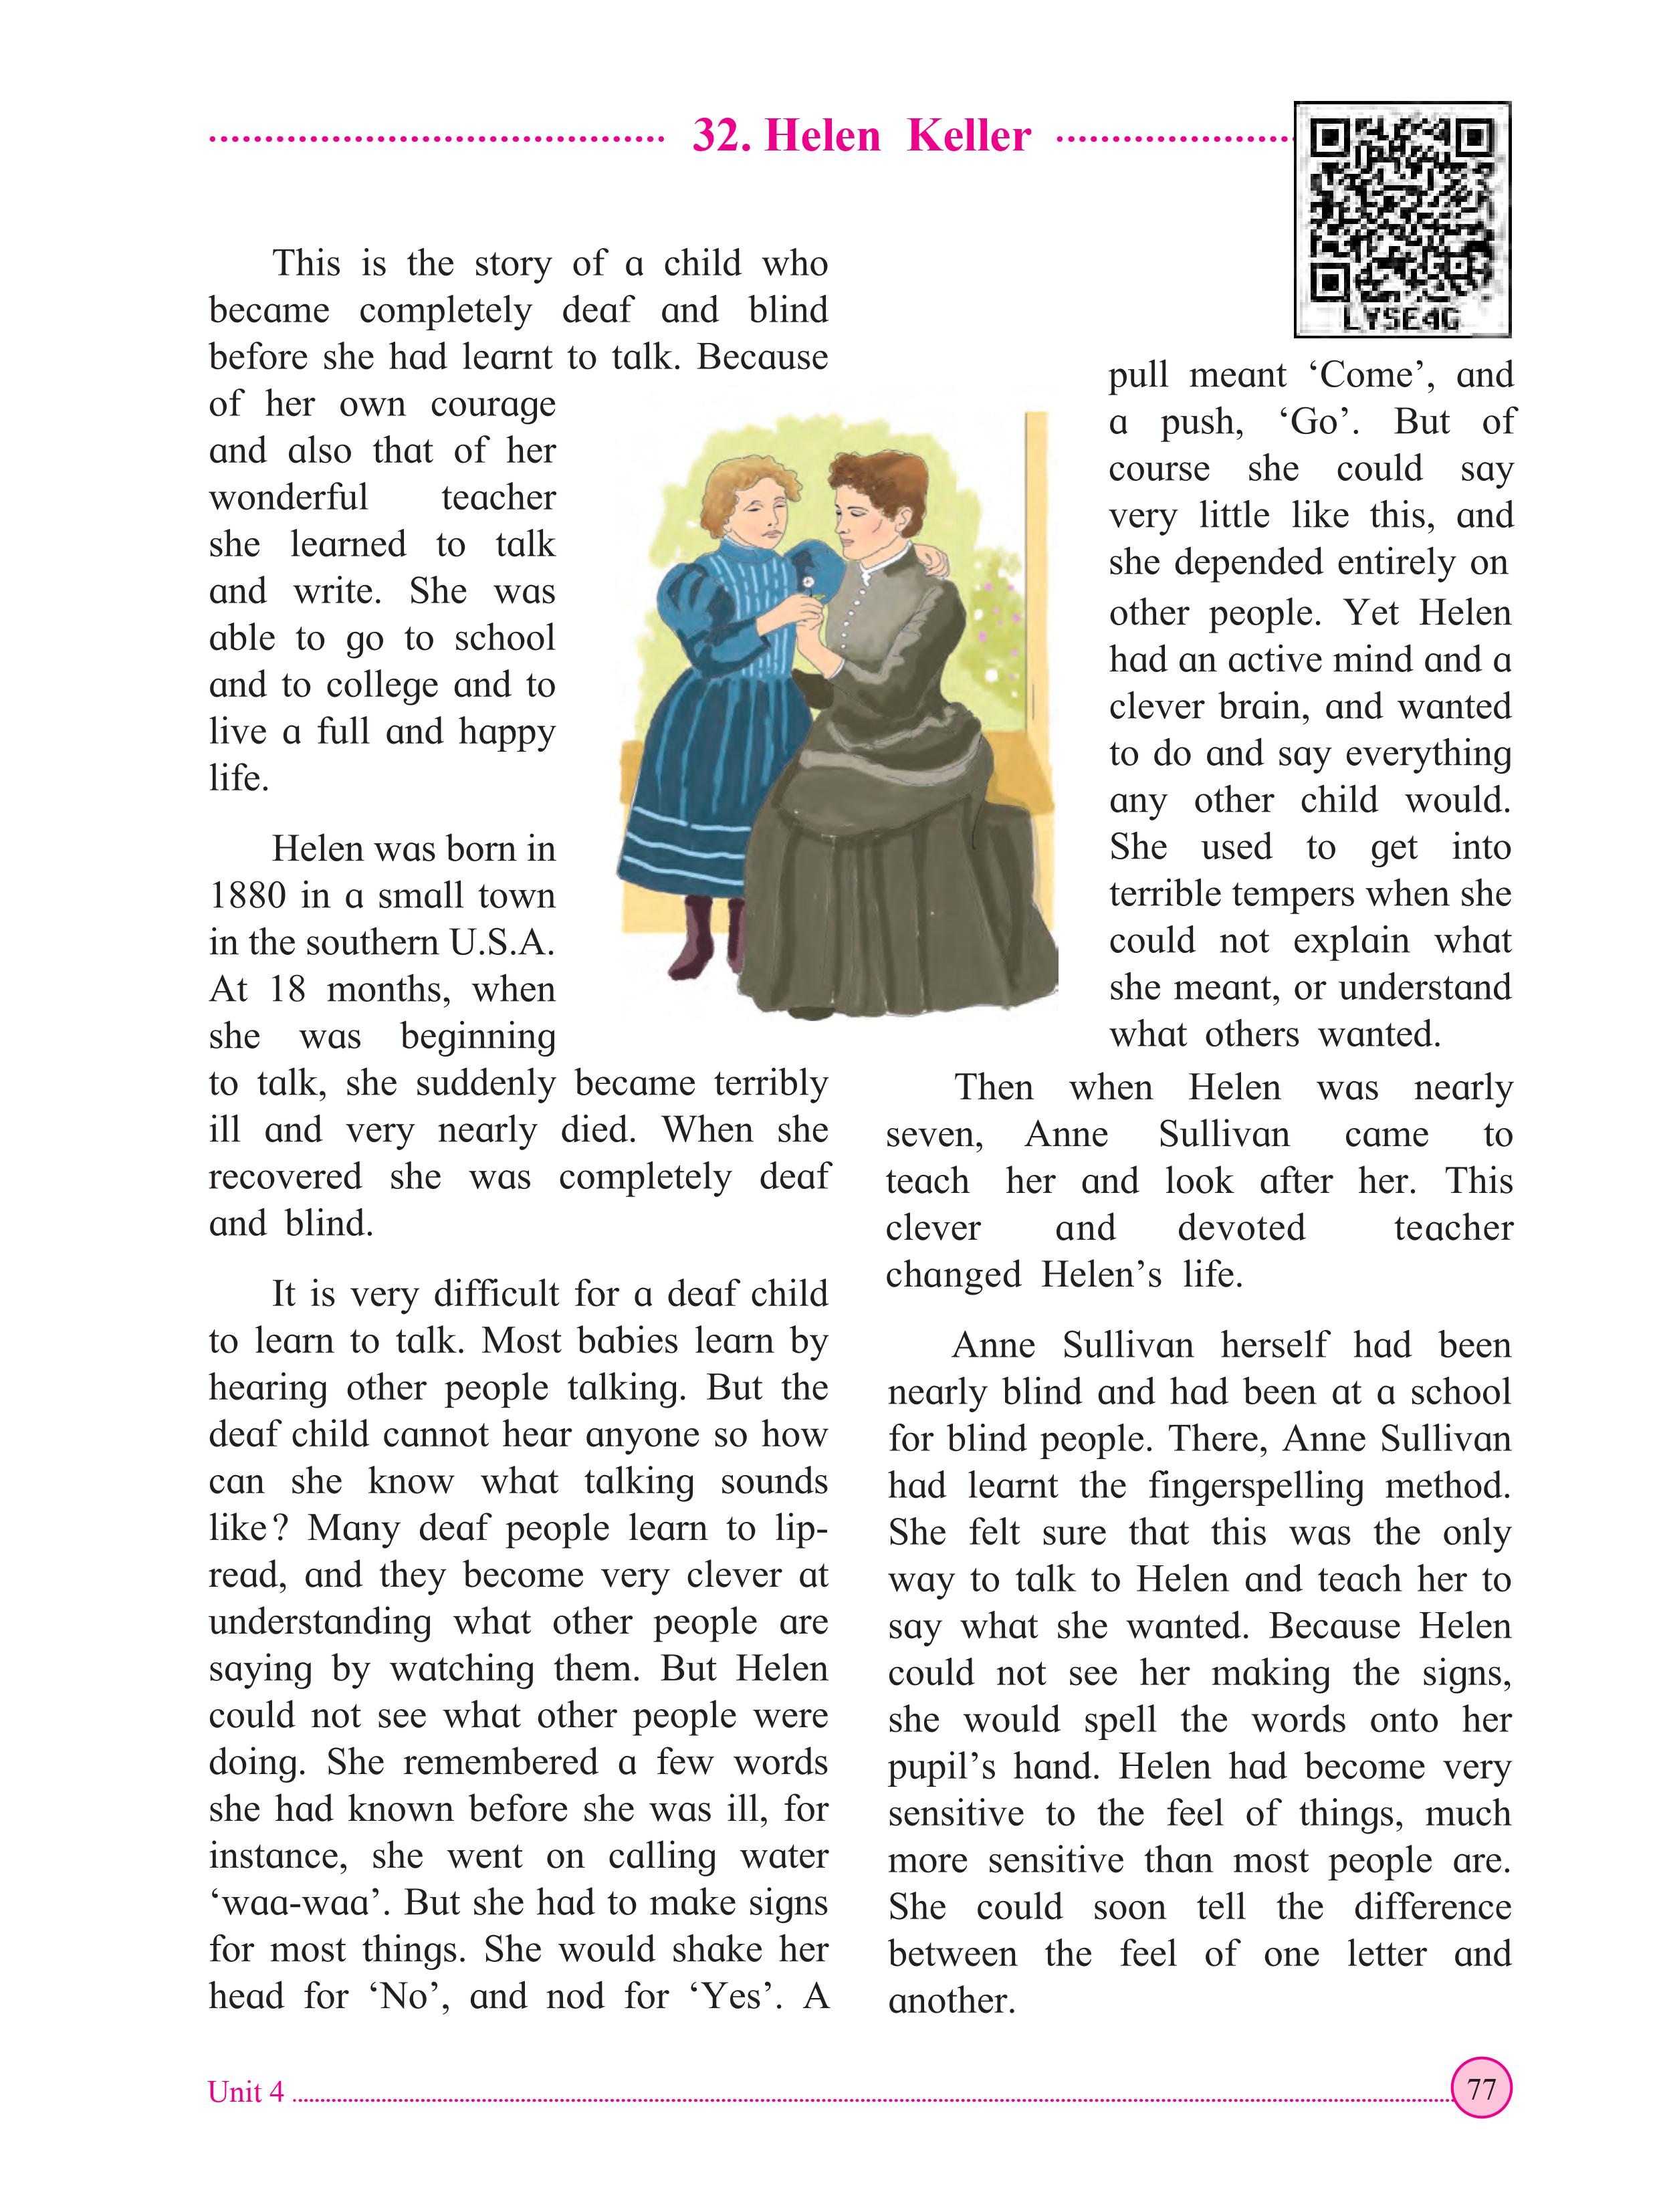 32. Helen Keller
LYSE4G
This is the story of a child who
became completely deaf and blind
before she had learnt to talk. Because
of her own courage
and also that of her
wonderful teacher
she learned to talk
and write. She was
able to go to school
and to college and to
live a full and happy
life.
Helen was born in
1880 in a small town
in the southern U.S.A.
At 18 months, when
she was beginning
to talk, she suddenly became terribly
ill and very nearly died. When she
recovered she was completely deaf
and blind.
It is very difficult for a deaf child
to learn to talk. Most babies learn by
hearing other people talking. But the
deaf child cannot hear anyone so how
can she know what talking sounds
like? Many deaf people learn to lip-
read, and they become very clever at
understanding what other people are
saying by watching them. But Helen
could not see what other people were
doing. She remembered a few words
she had known before she was ill, for
instance, she went on calling water
‘waa-waa’. But she had to make signs
for most things. She would shake her
head for ‘No’, and nod for ‘Yes’. A
pull meant ‘Come’, and
a push, ‘Go’. But of
course she could say
very little like this, and
she depended entirely on
other people. Yet Helen
had an active mind and a
clever brain, and wanted
to do and say everything
any other child would.
She used to get into
terrible tempers when she
could not explain what
she meant, or understand
what others wanted.
Then when Helen was nearly
seven, Anne Sullivan came to
teach her and look after her. This
clever and devoted teacher
changed Helen’s life.
Anne Sullivan herself had been
nearly blind and had been at a school
for blind people. There, Anne Sullivan
had learnt the fingerspelling method.
She felt sure that this was the only
way to talk to Helen and teach her to
say what she wanted. Because Helen
could not see her making the signs,
she would spell the words onto her
pupil’s hand. Helen had become very
sensitive to the feel of things, much
more sensitive than most people are.
She could soon tell the difference
between the feel of one letter and
another.
Unit 4
77